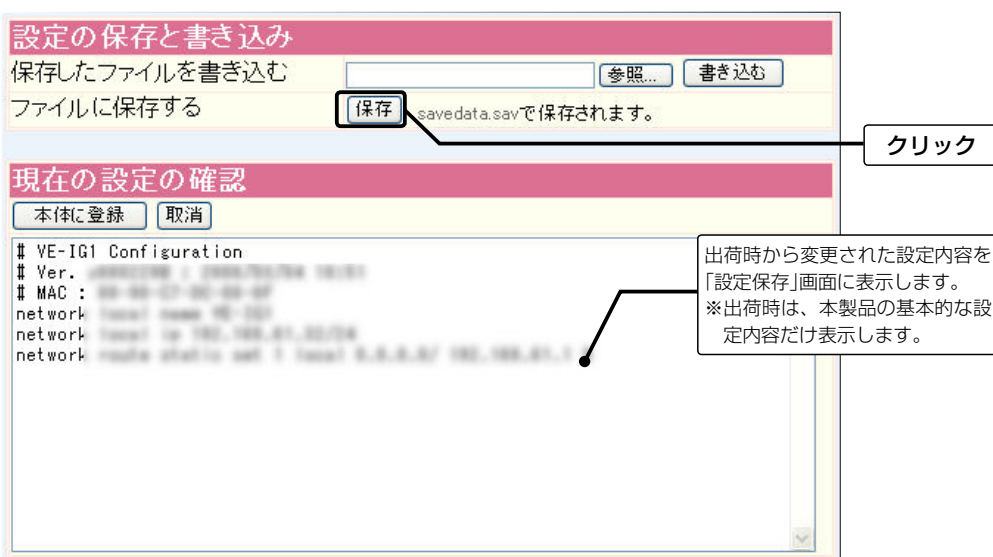 設定の保存と書き込み
保存したファイルを書き込む 参照... 書き込む
ファイルに保存する 保存 savedata.savで保存されます。
クリック
現在の設定の確認
本体に登録 取消
# VE-IG1 Configuration
# Ver.
# MAC :
network
network
network
出荷時から変更された設定内容を
「設定保存」画面に表示します。
※出荷時は、本製品の基本的な設
定内容だけ表示します。